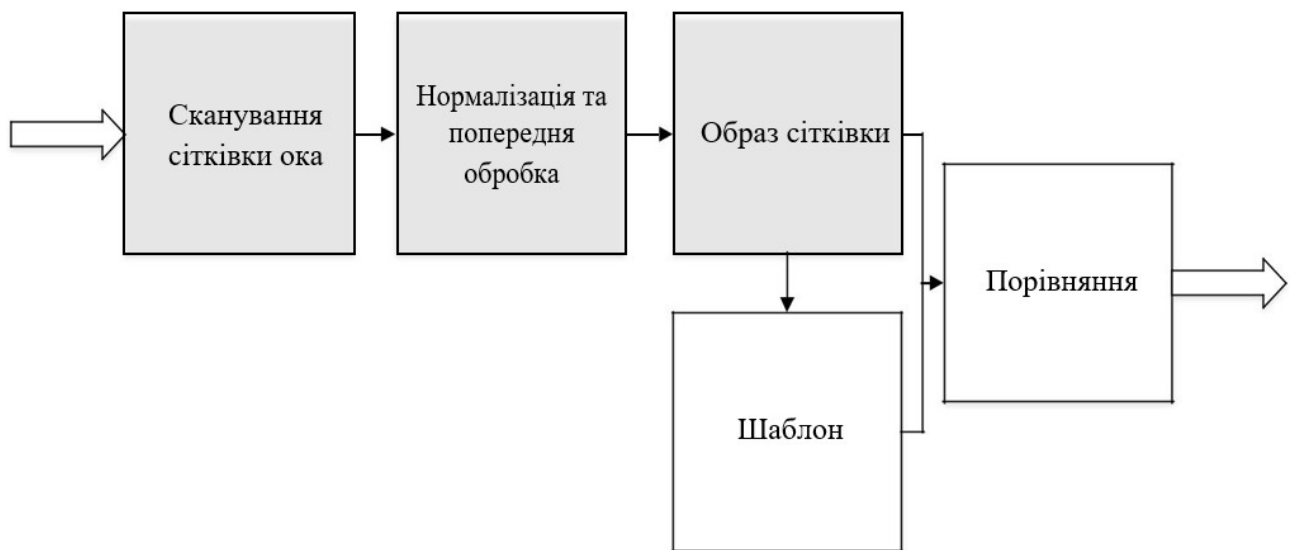 Сканування
сітківки ока
Нормалізація та
попередня
обробка
Образ сітківки
Порівняння
Шаблон